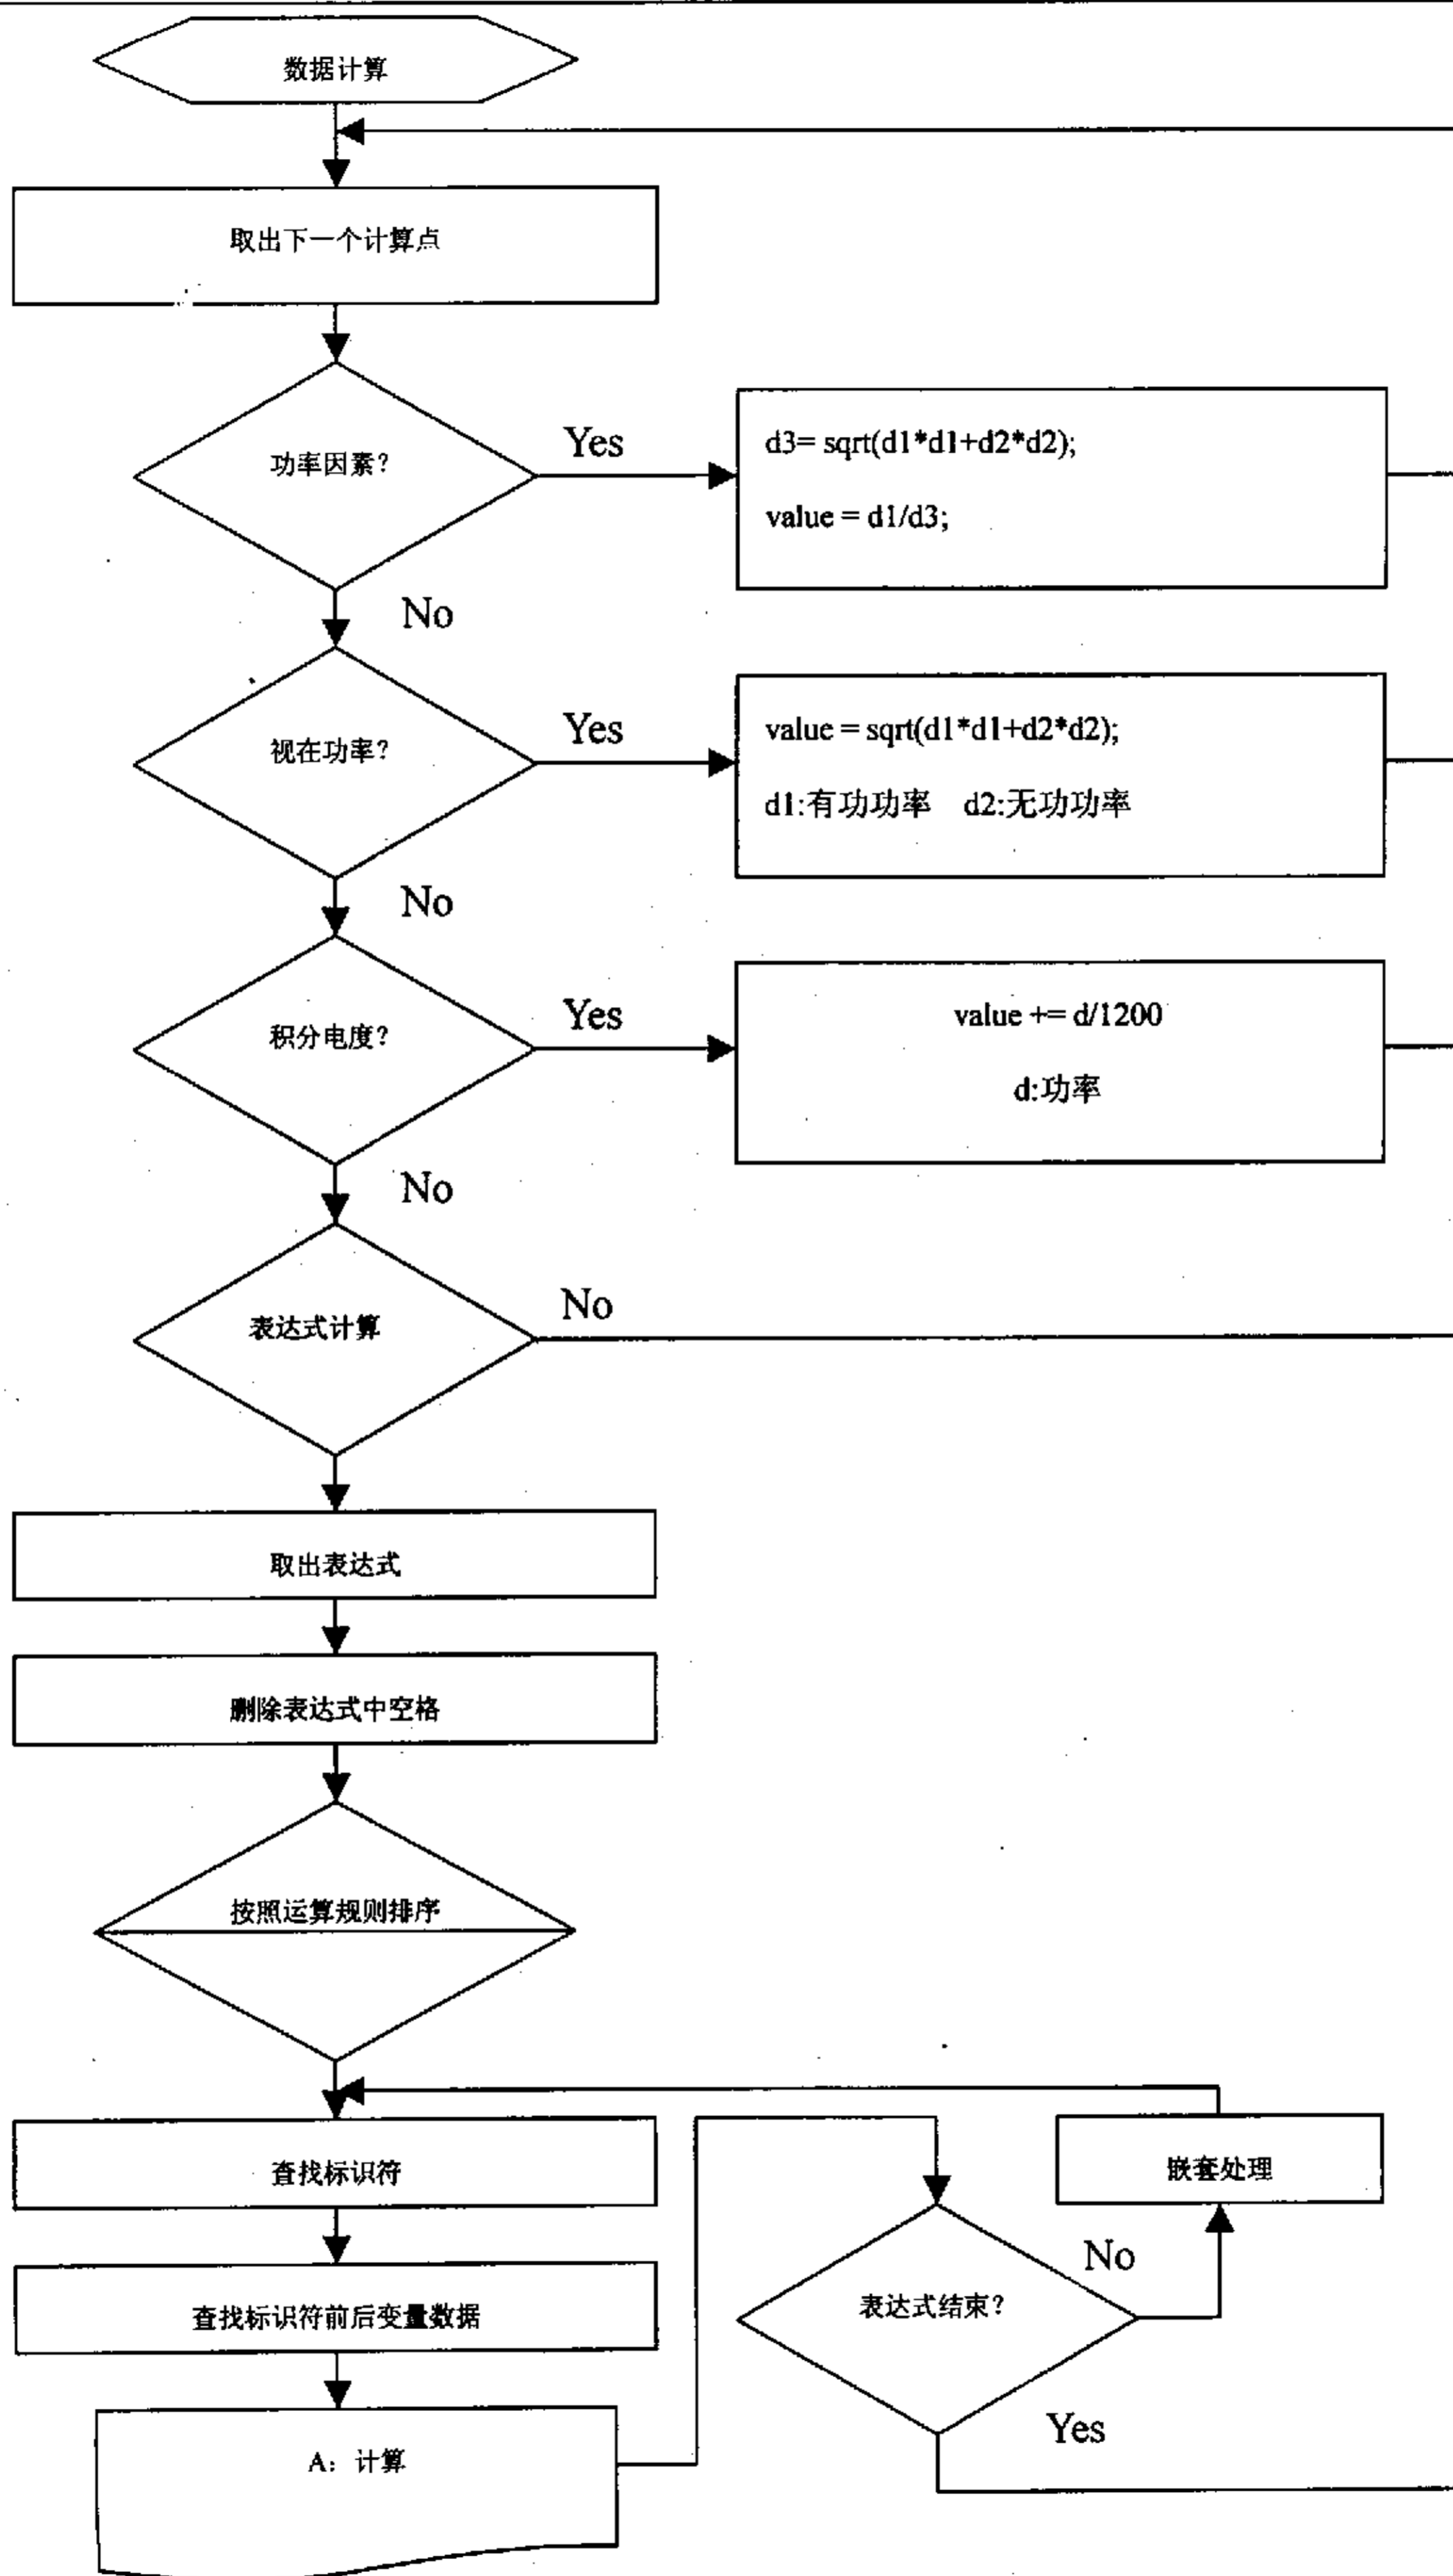 数据计算
取出下一个计算点
功率因素?
Yes
d3= sqrt(d1*d1+d2*d2);
value = d1/d3;
No
视在功率?
Yes
value = sqrt(d1*d1+d2*d2);
d1:有功功率 d2:无功功率
No
积分电度?
Yes
value += d/1200
d:功率
No
表达式计算
No
取出表达式
删除表达式中空格
按照运算规则排序
查找标识符
嵌套处理
No
表达式结束?
查找标识符前后变量数据
Yes
A: 计算